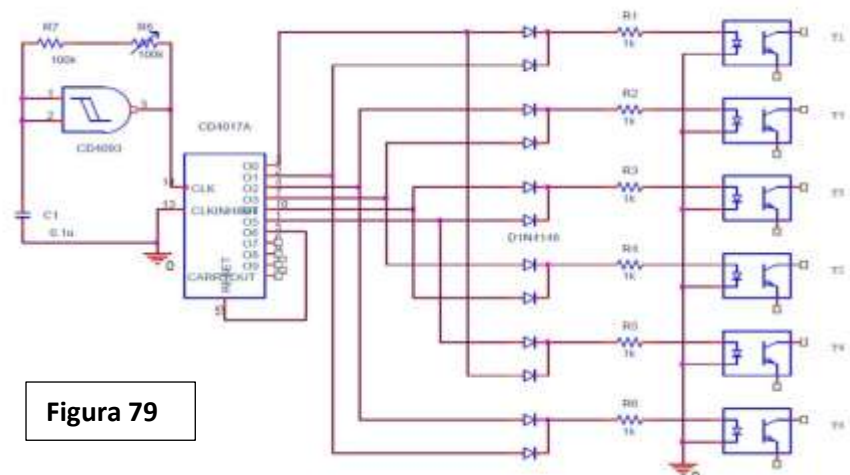 R7
R6
100k
100k
1
2
3
CD4093
C1
0.1u
0
CD4017A
14
CLK
13
CLKINHIBIT
O0
O1
O2
O3
O5
O6
O7
O8
O9
CARRYOUT
RESET
15
D1N4148
R1
1k
R2
1k
R3
1k
R4
1k
R5
1k
R6
1k
T1
0
Figura 79